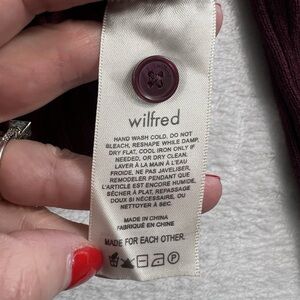 wilfred
HAND WASH COLD, DO NOT
BLEACH, RESHAPE WHILE DAMP,
DRY FLAT, COOL IRON ONLY IF
NEEDED, OR DRY CLEAN.
LAVER À LA MAIN À L'EAU
FROIDE, NE PAS JAVELISER,
REMODELER PENDANT QUE
L'ARTICLE EST ENCORE HUMIDE,
SÉCHER À PLAT, REPASSAGE
DOUX SI NÉCESSAIRE, OU
NETTOYER À SEC.
MADE IN CHINA
FABRIQUÉ EN CHINE
MADE FOR EACH OTHER.
P